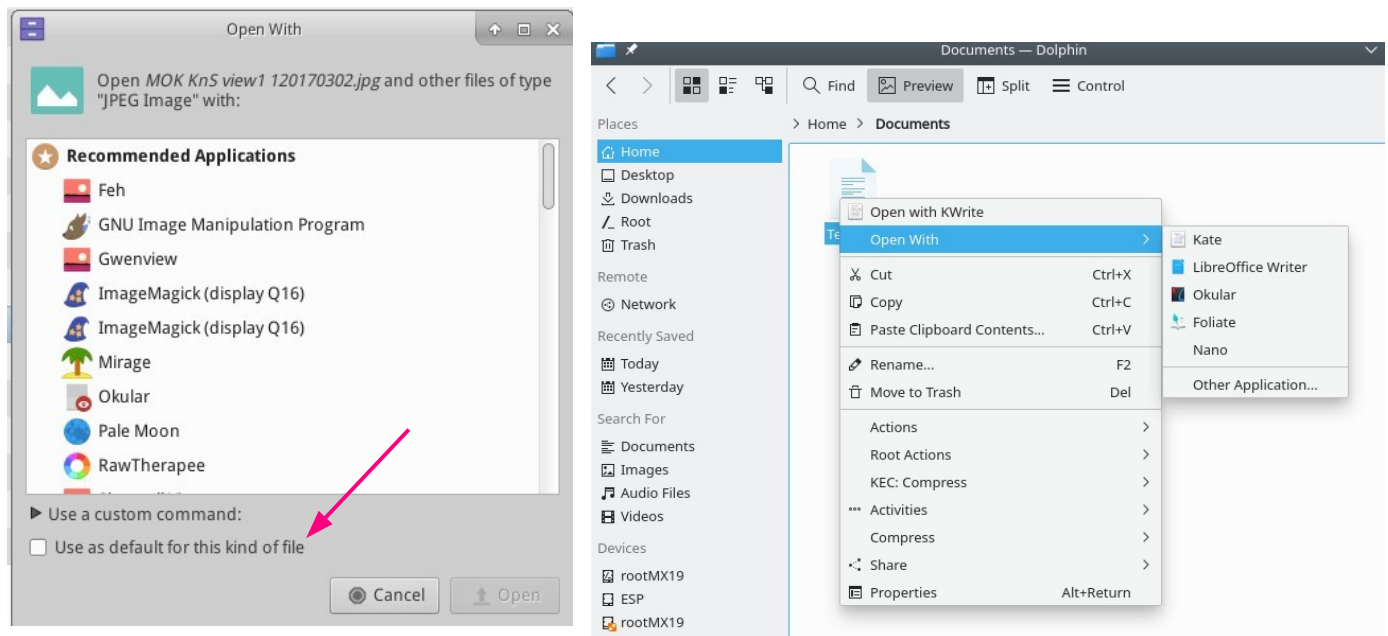 Open With
Open MOK KnS view1 120170302.jpg and other files of type
"JPEG Image" with:
Recommended Applications
Feh
GNU Image Manipulation Program
Gwenview
ImageMagick (display Q16)
ImageMagick (display Q16)
Mirage
Okular
Pale Moon
RawTherapee
Use a custom command:
Use as default for this kind of file
Cancel
Open
Documents — Dolphin
Find
Preview
Split
Control
Places
Home
Desktop
Downloads
Root
Trash
Remote
Network
Recently Saved
Today
Yesterday
Search For
Documents
Images
Audio Files
Videos
Devices
rootMX19
ESP
rootMX19
> Home > Documents
Te
Open with KWrite
Open With
Cut Ctrl+X
Copy Ctrl+C
Paste Clipboard Contents... Ctrl+V
Rename... F2
Move to Trash Del
Actions
Root Actions
KEC: Compress
Activities
Compress
Share
Properties Alt+Return
Kate
LibreOffice Writer
Okular
Foliate
Nano
Other Application...